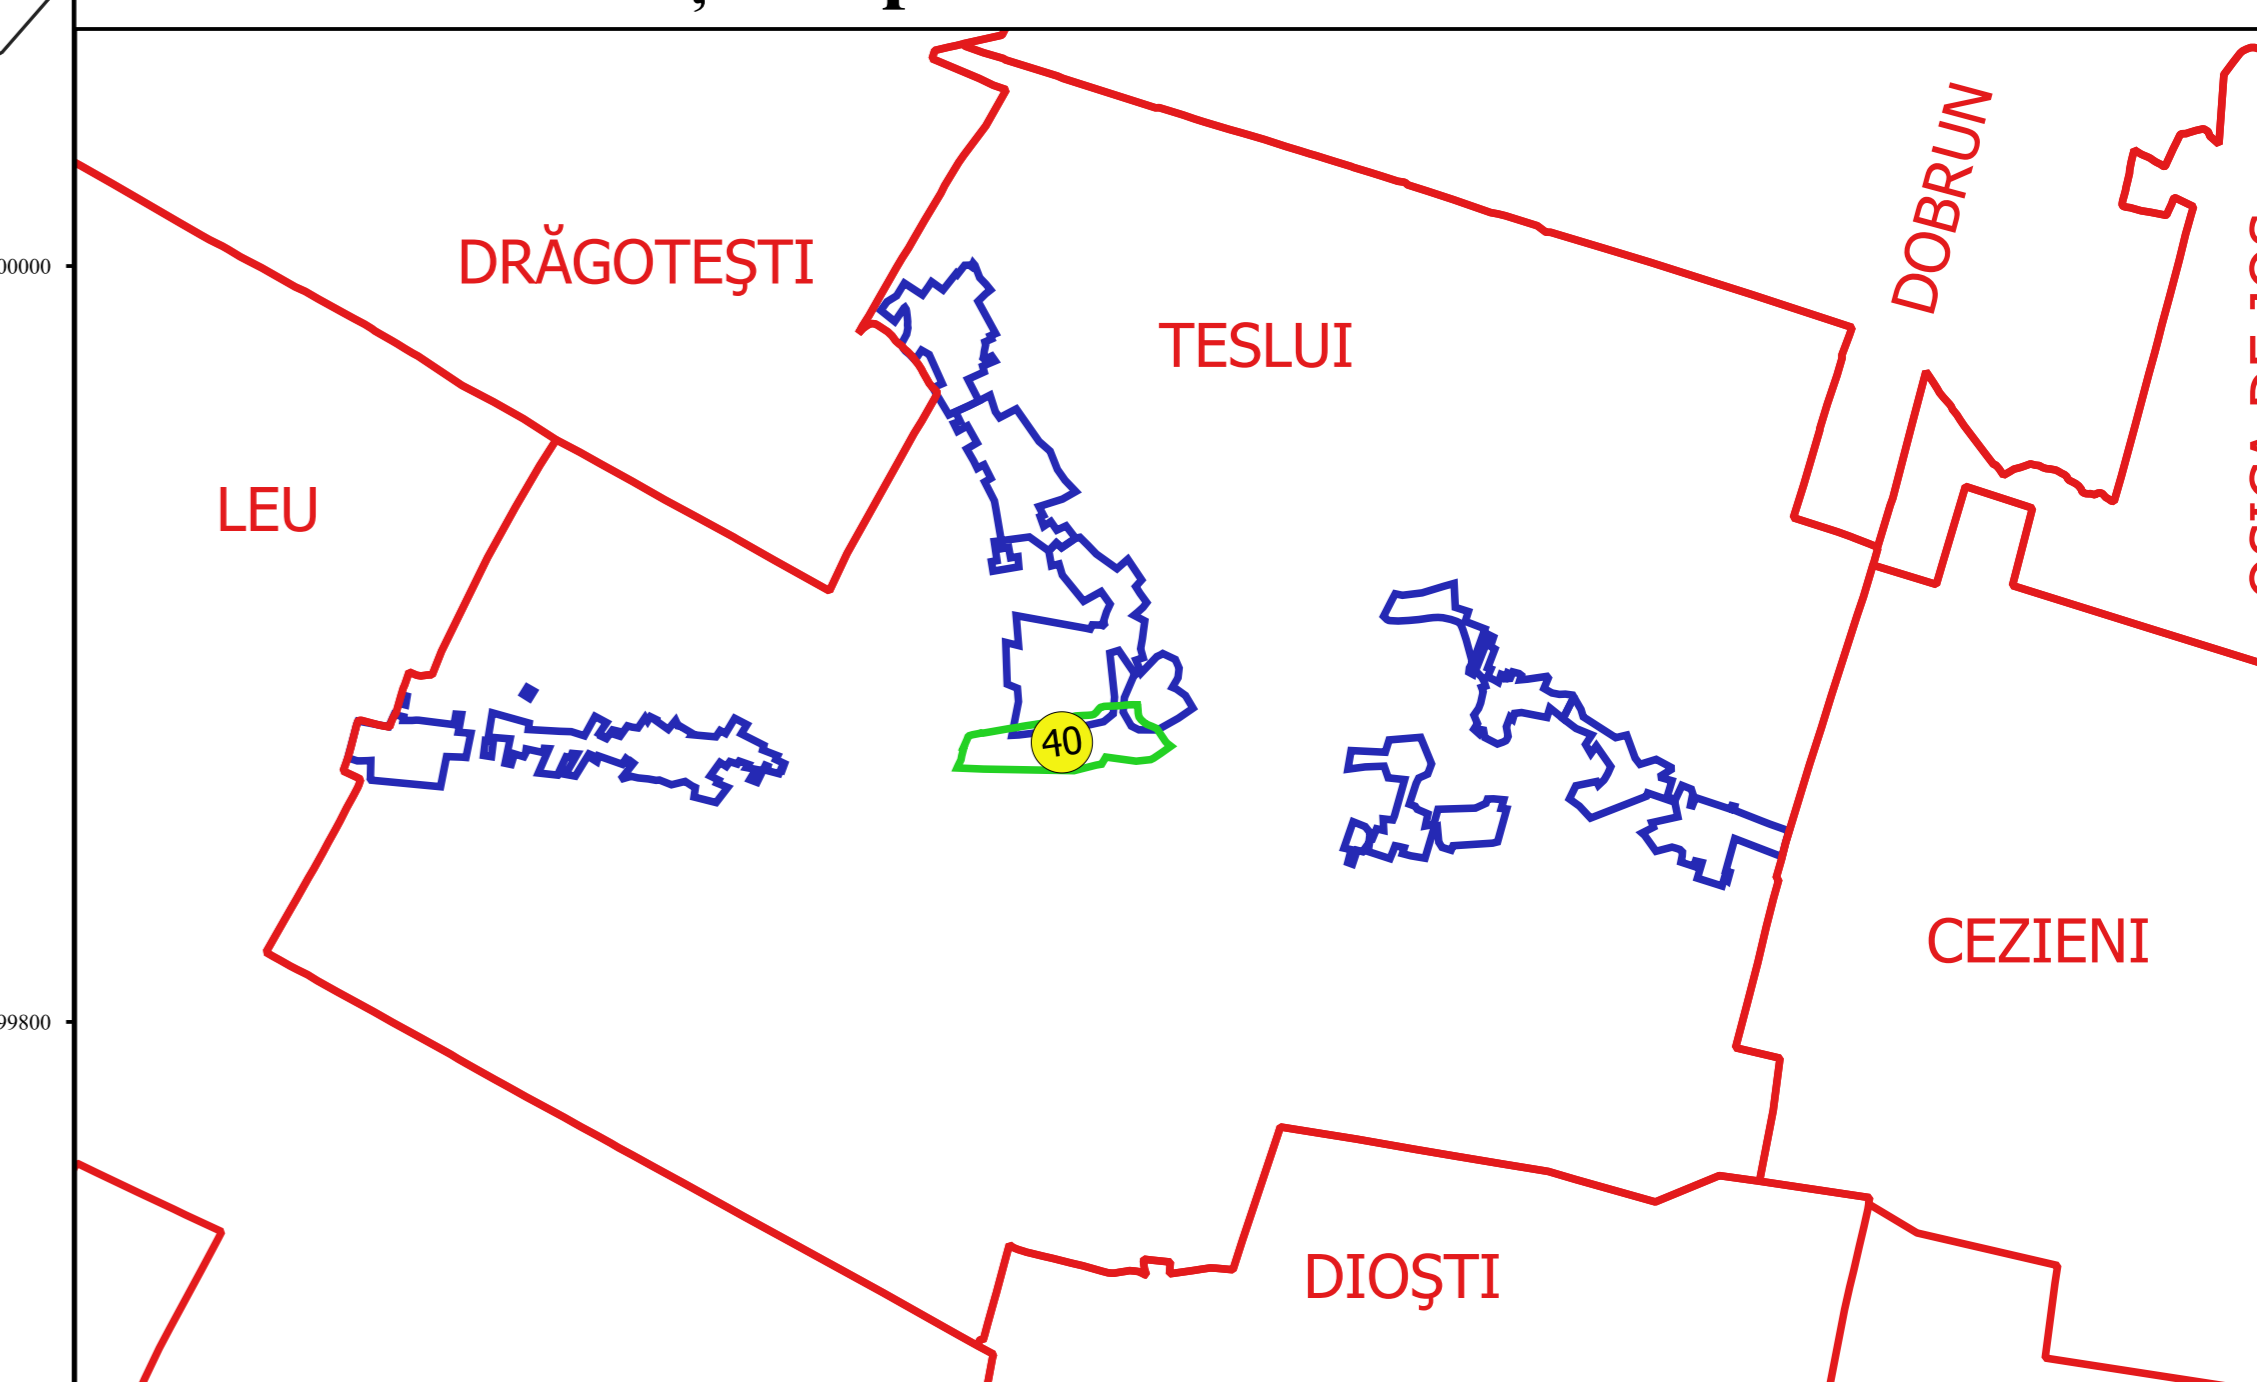 DOBRUN
DRĂGOTEŞTI
00000
TESLUI
LEU
40
CEZIENI
99800
DIOŞTI